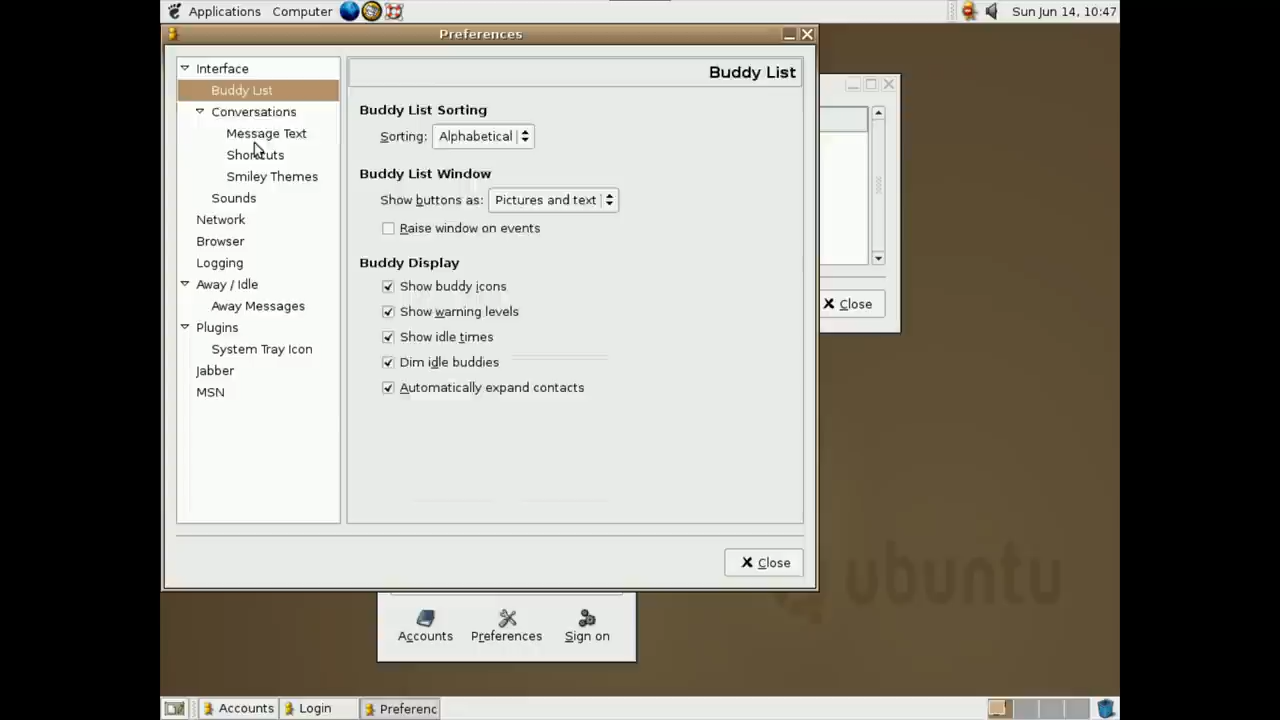 Applications Computer Sun Jun 14, 10:47
Preferences
Interface
Buddy List
Conversations
Message Text
Shortcuts
Smiley Themes
Sounds
Network
Browser
Logging
Away / Idle
Away Messages
Plugins
System Tray Icon
Jabber
MSN
Buddy List
Buddy List Sorting
Sorting: Alphabetical
Buddy List Window
Show buttons as: Pictures and text
Raise window on events
Buddy Display
Show buddy icons
Show warning levels
Show idle times
Dim idle buddies
Automatically expand contacts
Close
Close
ubuntu
Accounts Preferences Sign on
Accounts Login Preferenc